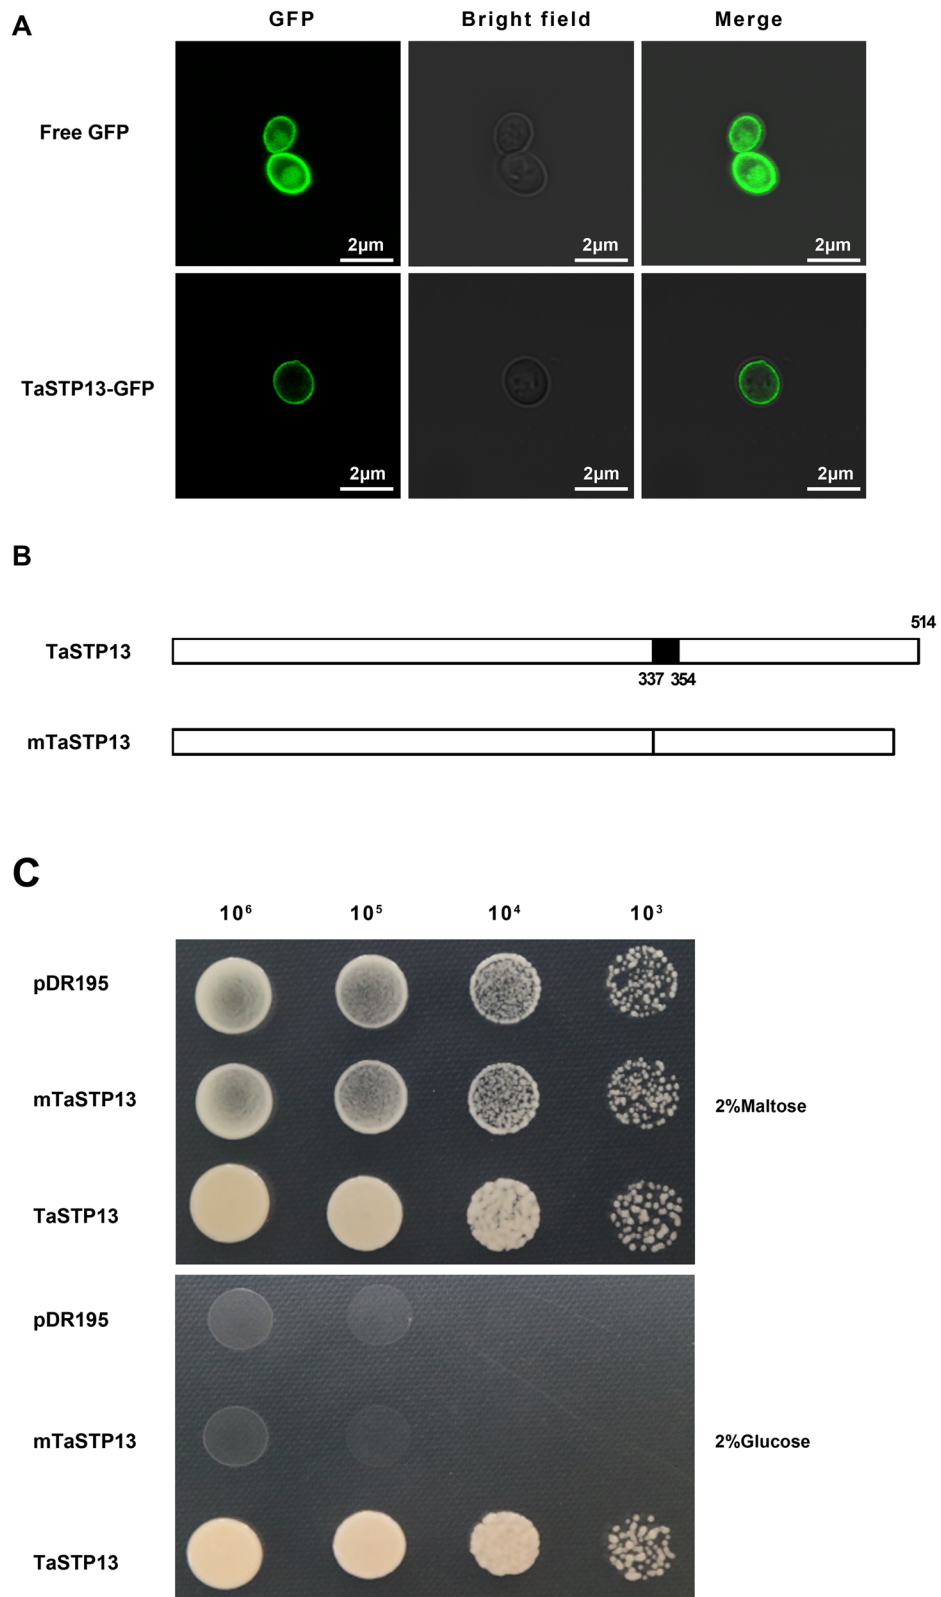 A
GFP Bright field Merge
Free GFP
2µm 2µm 2µm
TaSTP13-GFP
2µm 2µm 2µm
B
514
TaSTP13
337 354
mTaSTP13
C
10⁶ 10⁵ 10⁴ 10³
pDR195
mTaSTP13
2%Maltose
TaSTP13
pDR195
mTaSTP13
2%Glucose
TaSTP13